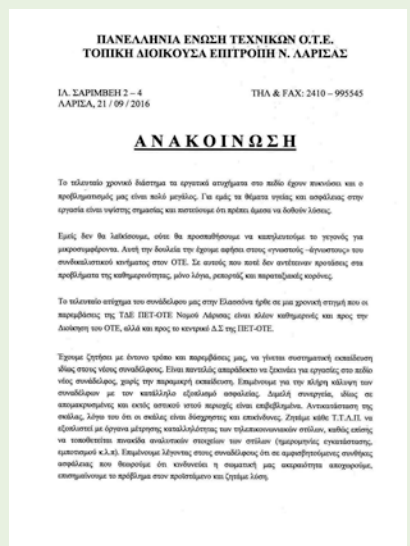 ΠΑΝΕΛΛΗΝΙΑ ΕΝΩΣΗ ΤΕΧΝΙΚΩΝ Ο.Τ.Ε.
ΤΟΠΙΚΗ ΔΙΟΙΚΟΥΣΑ ΕΠΙΤΡΟΠΗ Ν. ΛΑΡΙΣΑΣ
ΙΛ. ΣΑΡΙΜΒΕΗ 2 – 4 ΤΗΛ & FAX: 2410 – 995545
ΛΑΡΙΣΑ, 21 / 09 / 2016
ΑΝΑΚΟΙΝΩΣΗ
Το τελευταίο χρονικό διάστημα τα εργατικά ατυχήματα στο πεδίο έχουν πυκνώσει και ο
προβληματισμός μας είναι πολύ μεγάλος. Για εμάς τα θέματα υγείας και ασφάλειας στην
εργασία είναι υψίστης σημασίας και πιστεύουμε ότι πρέπει άμεσα να δοθούν λύσεις.
Εμείς δεν θα λαϊκίσουμε, ούτε θα προσπαθήσουμε να καπηλευτούμε το γεγονός για
μικροσυμφέροντα. Αυτή την δουλεία την έχουμε αφήσει στους «γνωστούς –άγνωστους» του
συνδικαλιστικού κινήματος στον ΟΤΕ. Σε αυτούς που ποτέ δεν αντέτειναν προτάσεις στα
προβλήματα της καθημερινότητας, μόνο λόγια, ρεπορτάζ και παραταξιακές κορόνες.
Το τελευταίο ατύχημα του συνάδελφου μας στην Ελασσόνα ήρθε σε μια χρονική στιγμή που οι
παρεμβάσεις της ΤΔΕ ΠΕΤ-ΟΤΕ Νομού Λάρισας είναι πλέον καθημερινές και προς την
Διοίκηση του ΟΤΕ, αλλά και προς το κεντρικό Δ.Σ της ΠΕΤ-ΟΤΕ.
Έχουμε ζητήσει με έντονο τρόπο και παρεμβάσεις μας, να γίνεται συστηματική εκπαίδευση
ιδίως στους νέους συναδέλφους. Είναι παντελώς απαράδεκτο να ξεκινάει για εργασίες στο πεδίο
νέος συνάδελφος, χωρίς την παραμικρή εκπαίδευση. Επιμένουμε για την πλήρη κάλυψη των
συναδέλφων με τον κατάλληλο εξοπλισμό ασφαλείας. Διμελή συνεργεία, ιδίως σε
απομακρυσμένες και εκτός αστικού ιστού περιοχές είναι επιβεβλημένα. Αντικατάσταση της
σκάλας, λόγω του ότι οι σκάλες είναι δύσχρηστες και επικίνδυνες. Ζητάμε κάθε Τ.Τ.Λ.Π. να
εξοπλιστεί με όργανα μέτρησης καταλληλότητας των τηλεπικοινωνιακών στύλων, καθώς επίσης
να τοποθετείται πινακίδα αναλυτικών στοιχείων των στύλων (ημερομηνίες εγκατάστασης,
εμποτισμού κ.λ.π). Επιμένουμε λέγοντας στους συναδέλφους ότι σε αμφισβητούμενες συνθήκες
ασφάλειας που θεωρούμε ότι κινδυνεύει η σωματική μας ακεραιότητα αποχωρούμε,
επισημαίνουμε το πρόβλημα στον προϊστάμενο και ζητάμε λύση.